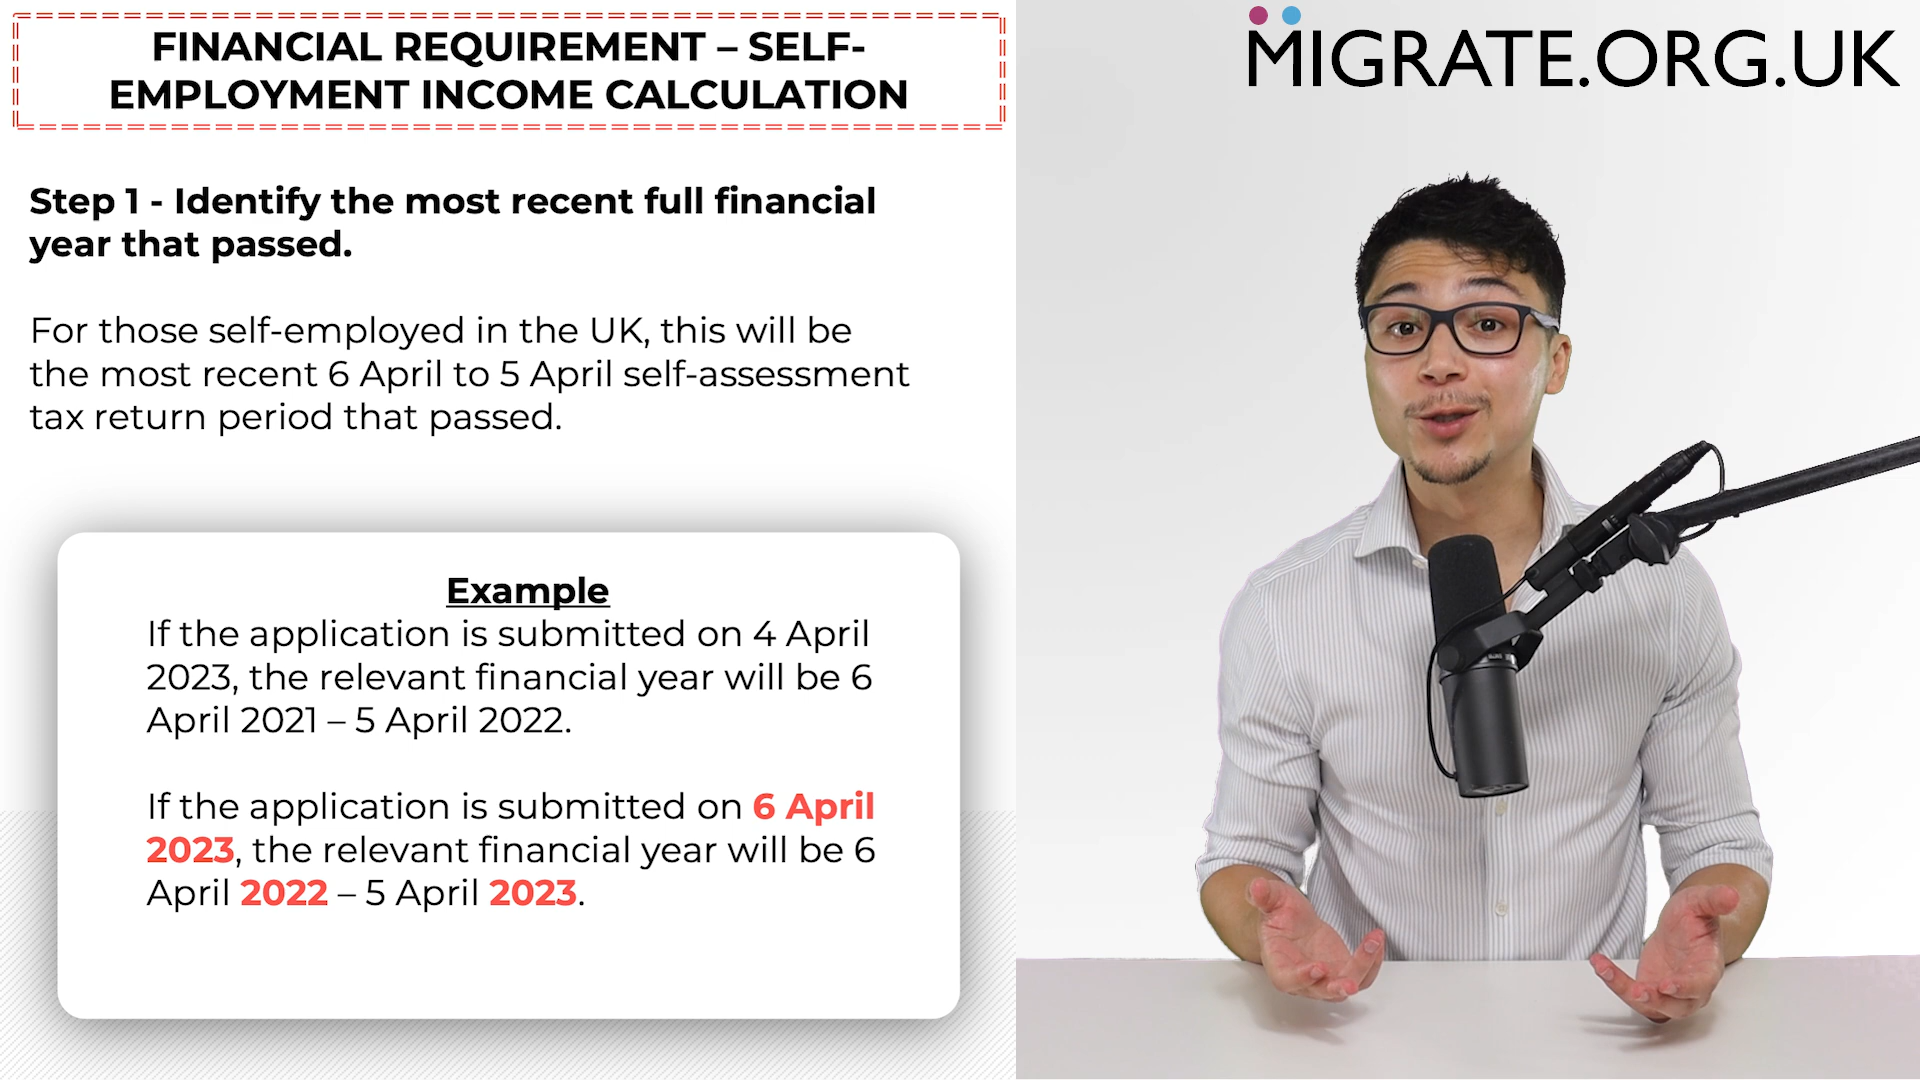 FINANCIAL REQUIREMENT – SELF-
EMPLOYMENT INCOME CALCULATION
MIGRATE.ORG.UK
Step 1 - Identify the most recent full financial
year that passed.
For those self-employed in the UK, this will be
the most recent 6 April to 5 April self-assessment
tax return period that passed.
Example
If the application is submitted on 4 April
2023, the relevant financial year will be 6
April 2021 – 5 April 2022.
If the application is submitted on 6 April
2023, the relevant financial year will be 6
April 2022 – 5 April 2023.